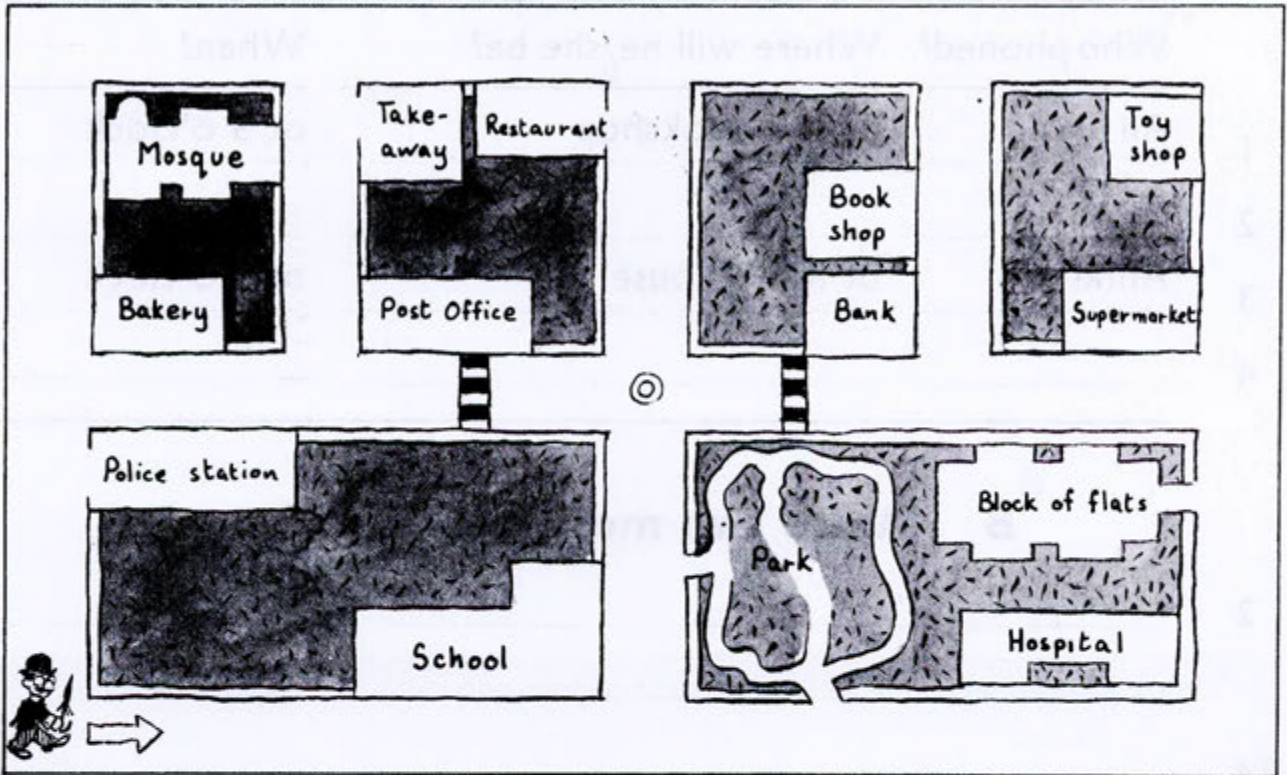 Take-
away
Restaurant
Toy
shop
Mosque
Book
shop
Bakery
Post Office
Bank
Supermarket
Police station
Block of flats
Park
School
Hospital